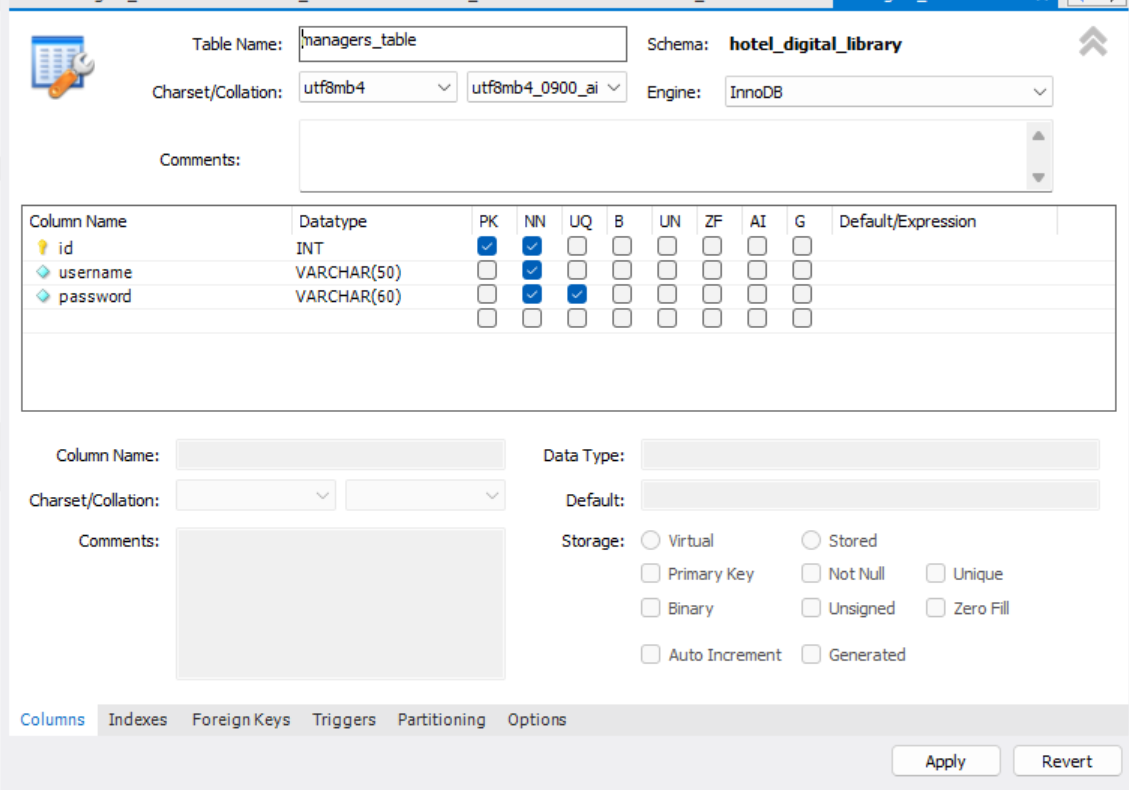 Table Name: managers_table Schema: hotel_digital_library
Charset/Collation: utf8mb4 utf8mb4_0900_ai Engine: InnoDB
Comments:
Column Name Datatype PK NN UQ B UN ZF AI G Default/Expression
id INT
username VARCHAR(50)
password VARCHAR(60)
Column Name: Data Type:
Charset/Collation: Default:
Comments: Storage: Virtual Stored
Primary Key Not Null Unique
Binary Unsigned Zero Fill
Auto Increment Generated
Columns Indexes Foreign Keys Triggers Partitioning Options
Apply Revert